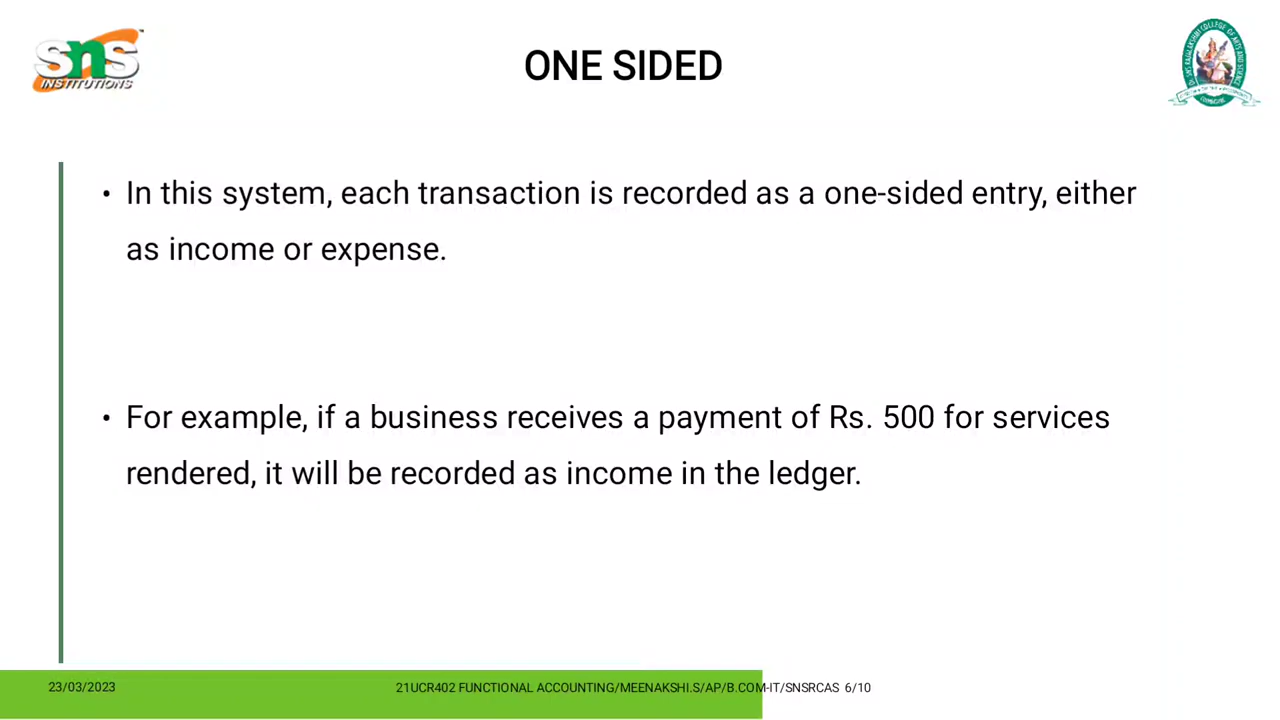 sns
INSTITUTIONS
ONE SIDED
• In this system, each transaction is recorded as a one-sided entry, either
as income or expense.
• For example, if a business receives a payment of Rs. 500 for services
rendered, it will be recorded as income in the ledger.
23/03/2023
21UCR402 FUNCTIONAL ACCOUNTING/MEENAKSHI.S/AP/B.COM-IT/SNSRCAS 6/10